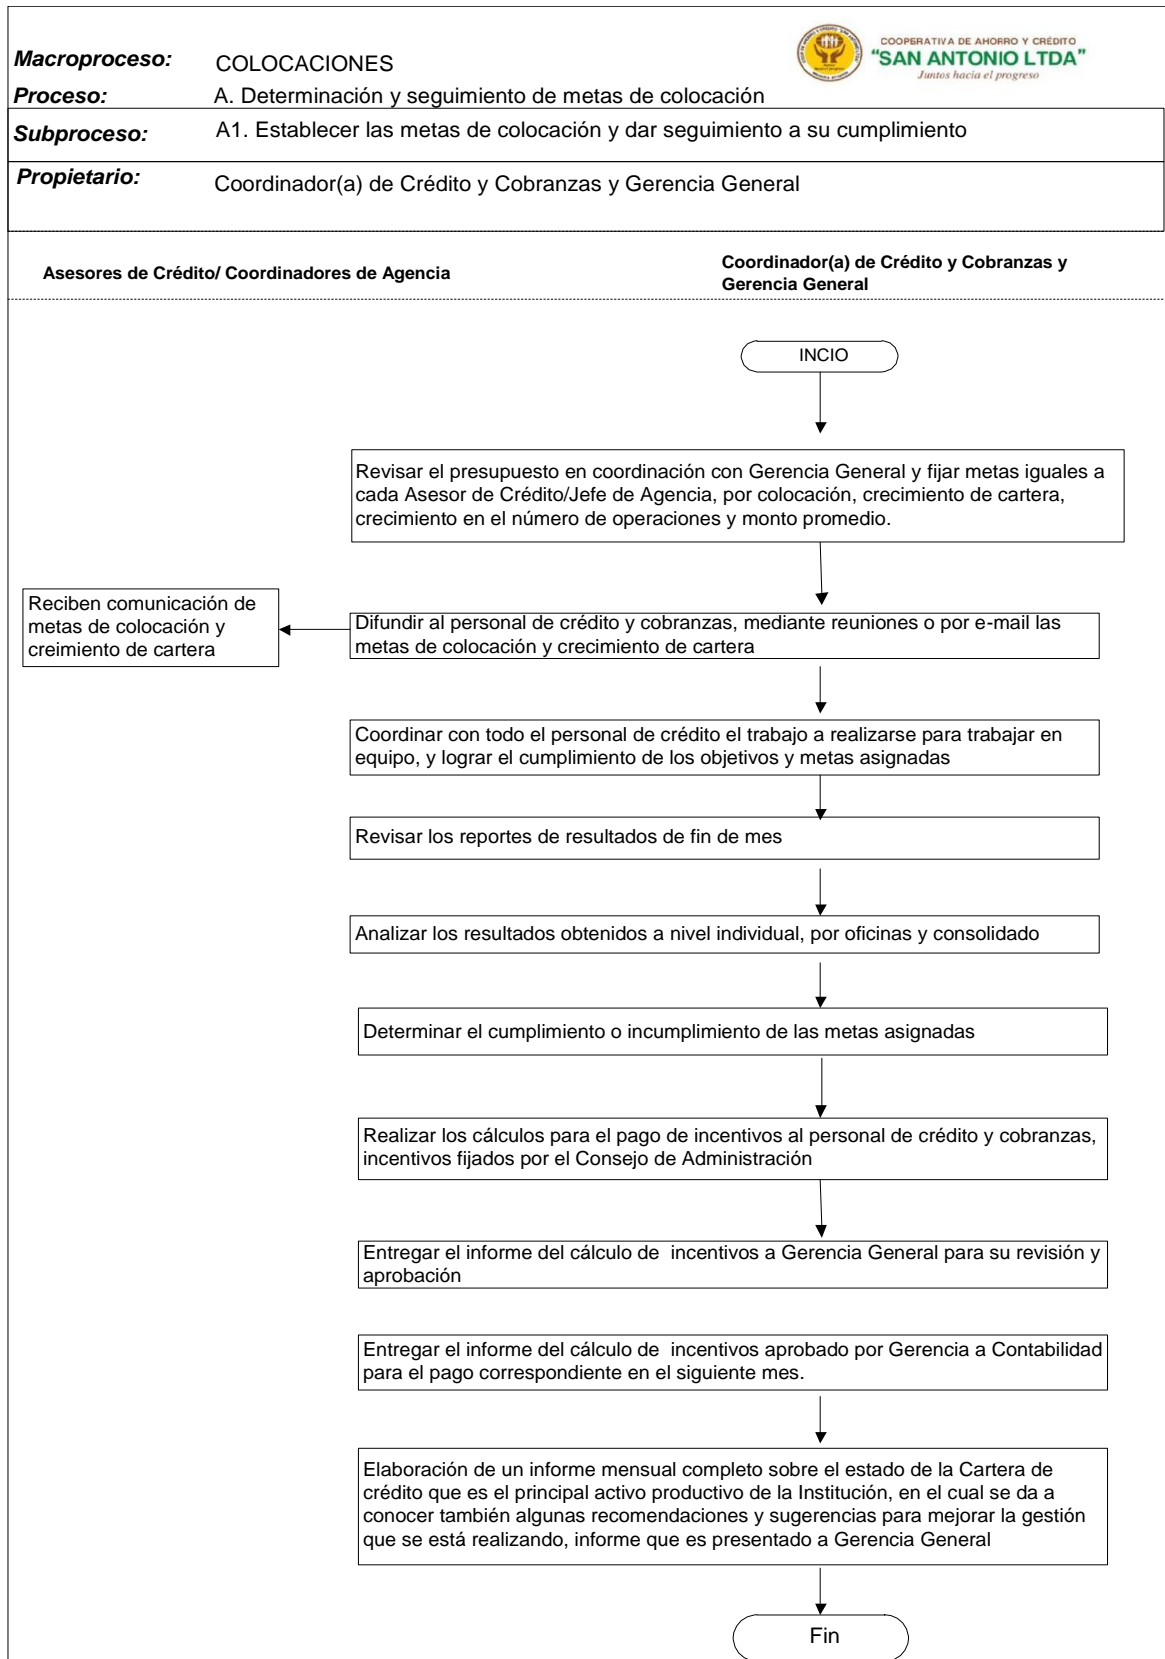 Macroproceso: COLOCACIONES
COOPERATIVA DE AHORRO Y CRÉDITO
"SAN ANTONIO LTDA"
Juntos hacia el progreso
Proceso: A. Determinación y seguimiento de metas de colocación
Subproceso: A1. Establecer las metas de colocación y dar seguimiento a su cumplimiento
Propietario: Coordinador(a) de Crédito y Cobranzas y Gerencia General
Asesores de Crédito/ Coordinadores de Agencia
Coordinador(a) de Crédito y Cobranzas y
Gerencia General
INCIO
Revisar el presupuesto en coordinación con Gerencia General y fijar metas iguales a
cada Asesor de Crédito/Jefe de Agencia, por colocación, crecimiento de cartera,
crecimiento en el número de operaciones y monto promedio.
Reciben comunicación de
metas de colocación y
creimiento de cartera
Difundir al personal de crédito y cobranzas, mediante reuniones o por e-mail las
metas de colocación y crecimiento de cartera
Coordinar con todo el personal de crédito el trabajo a realizarse para trabajar en
equipo, y lograr el cumplimiento de los objetivos y metas asignadas
Revisar los reportes de resultados de fin de mes
Analizar los resultados obtenidos a nivel individual, por oficinas y consolidado
Determinar el cumplimiento o incumplimiento de las metas asignadas
Realizar los cálculos para el pago de incentivos al personal de crédito y cobranzas,
incentivos fijados por el Consejo de Administración
Entregar el informe del cálculo de  incentivos a Gerencia General para su revisión y
aprobación
Entregar el informe del cálculo de  incentivos aprobado por Gerencia a Contabilidad
para el pago correspondiente en el siguiente mes.
Elaboración de un informe mensual completo sobre el estado de la Cartera de
crédito que es el principal activo productivo de la Institución, en el cual se da a
conocer también algunas recomendaciones y sugerencias para mejorar la gestión
que se está realizando, informe que es presentado a Gerencia General
Fin